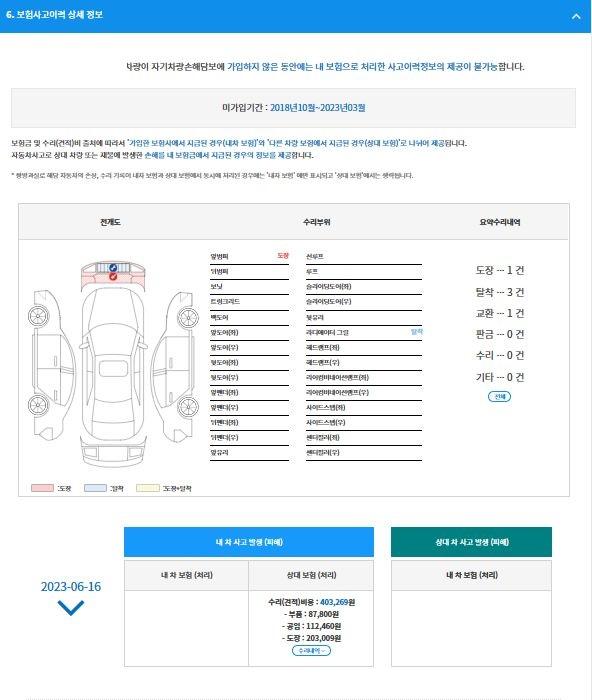 6. 보험사고이력 상세 정보
차량이 자기차량손해담보에 가입하지 않은 동안에는 내 보험으로 처리한 사고이력정보의 제공이 불가능합니다.
미가입기간 : 2018년10월~2023년03월
보험금 및 수리(견적)비 출처에 따라서 '가입한 보험사에서 지급된 경우(내차 보험)'와 '다른 차량 보험에서 지급된 경우(상대 보험)'로 나뉘어 제공됩니다.
자동차사고로 상대 차량 또는 재물에 발생한 손해를 내 보험금에서 지급된 경우의 정보를 제공합니다.
* 쌍방과실로 해당 자동차의 손상, 수리 기록이 내차 보험과 상대 보험에서 동시에 처리된 경우에는 '내차 보험' 에만 표시되고 '상대 보험'에서는 생략됩니다.
전개도 수리부위 요약수리내역
앞범퍼 도장 선루프
뒤범퍼 루프
보닛 슬라이딩도어(좌)
트렁크리드 슬라이딩도어(우)
백도어 뒷유리
앞도어(좌) 라디에이터 그릴 탈착
앞도어(우) 헤드램프(좌)
뒷도어(좌) 헤드램프(우)
뒷도어(우) 리어컴비네이션램프(좌)
앞펜더(좌) 리어컴비네이션램프(우)
앞펜더(우) 사이드스텝(좌)
뒤펜더(좌) 사이드스텝(우)
뒤펜더(우) 센터필러(좌)
앞유리 센터필러(우)
도장 ··· 1 건
탈착 ··· 3 건
교환 ··· 1 건
판금 ··· 0 건
수리 ··· 0 건
기타 ··· 0 건
전체
:도장 :탈착 :도장+탈착
내 차 사고 발생 (피해) 상대 차 사고 발생 (피해)
2023-06-16
내 차 보험 (처리) 상대 보험 (처리) 내 차 보험 (처리)
수리(견적)비용 : 403,269원
- 부품 : 87,800원
- 공임 : 112,460원
- 도장 : 203,009원
수리내역